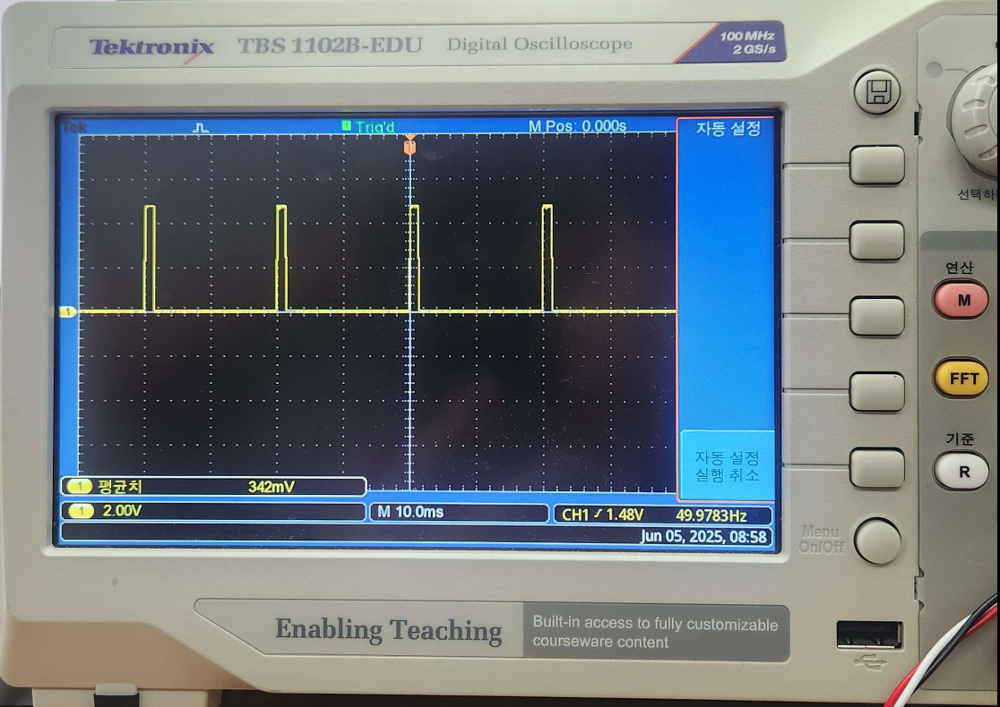 Tektronix TBS 1102B-EDU Digital Oscilloscope
100 MHz
2 GS/s
Tek T Trig'd M Pos: 0.000s
자동 설정
1
자동 설정
실행 취소
1 평균치 342mV
1 2.00V M 10.0ms CH1 1.48V 49.9783Hz
Jun 05, 2025, 08:58
선택하
연산
M
FFT
기준
R
Menu
On/Off
Enabling Teaching
Built-in access to fully customizable
courseware content